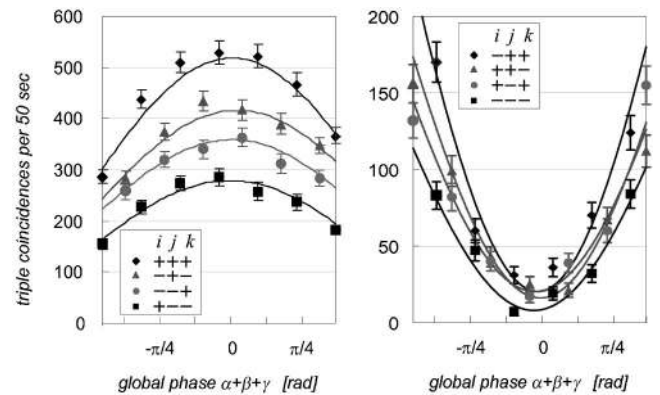 triple coincidences per 50 sec
600
500
400
300
200
100
0
i j k
+++
−+−
−−+
+−−
-π/4 0 π/4
global phase α+β+γ [rad]
200
150
100
50
0
i j k
−++
++−
+−+
−−−
-π/4 0 π/4
global phase α+β+γ [rad]